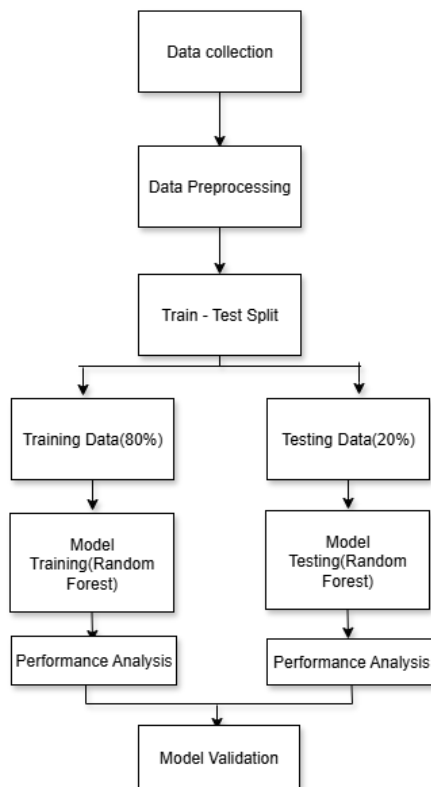 Data collection
Data Preprocessing
Train - Test Split
Training Data(80%)
Testing Data(20%)
Model
Training(Random
Forest)
Model
Testing(Random
Forest)
Performance Analysis
Performance Analysis
Model Validation